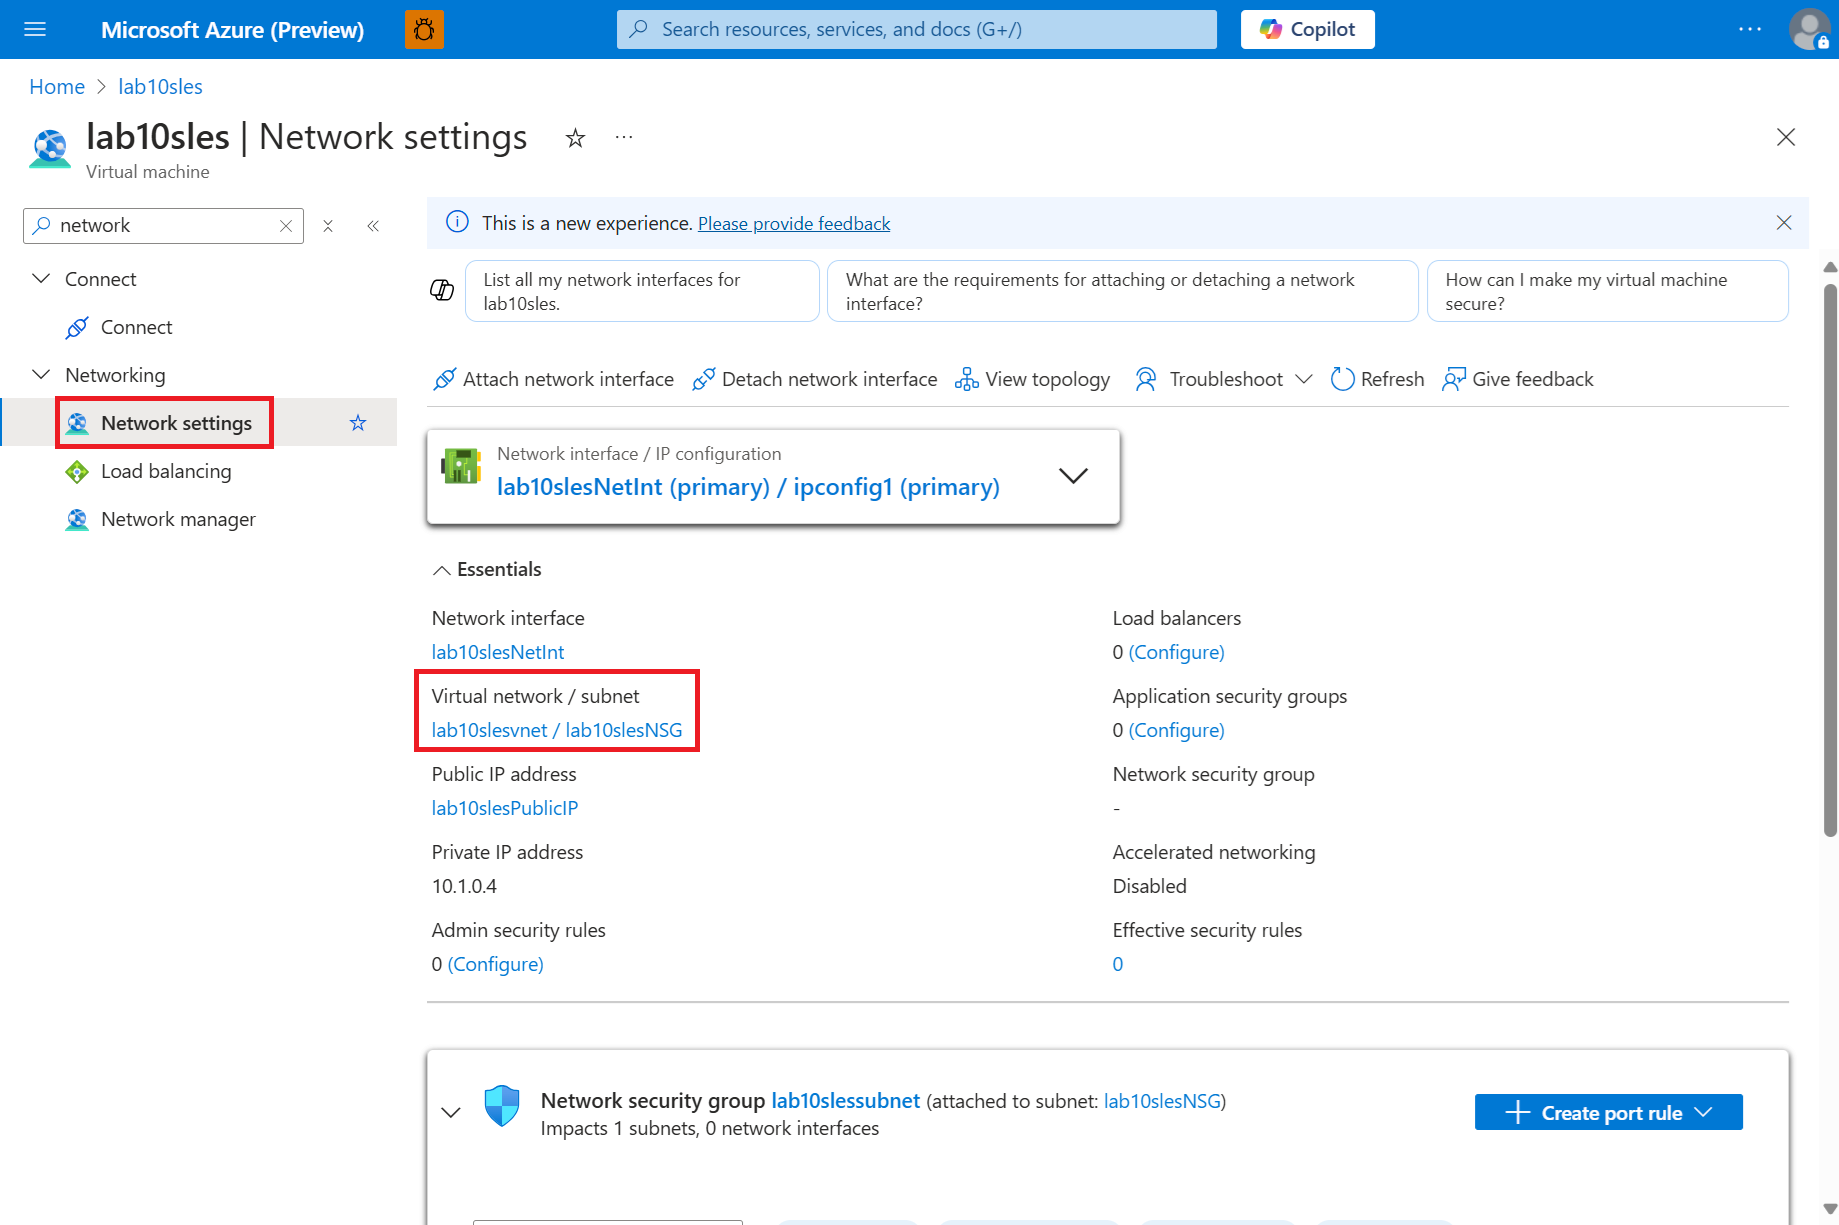 Microsoft Azure (Preview)
Search resources, services, and docs (G+/)
Copilot
Home > lab10sles
lab10sles | Network settings
Virtual machine
network
Connect
Connect
Networking
Network settings
Load balancing
Network manager
This is a new experience. Please provide feedback
List all my network interfaces for
lab10sles.
What are the requirements for attaching or detaching a network
interface?
How can I make my virtual machine
secure?
Attach network interface
Detach network interface
View topology
Troubleshoot
Refresh
Give feedback
Network interface / IP configuration
lab10slesNetInt (primary) / ipconfig1 (primary)
Essentials
Network interface
lab10slesNetInt
Virtual network / subnet
lab10slesvnet / lab10slesNSG
Public IP address
lab10slesPublicIP
Private IP address
10.1.0.4
Admin security rules
0 (Configure)
Load balancers
0 (Configure)
Application security groups
0 (Configure)
Network security group
-
Accelerated networking
Disabled
Effective security rules
0
Network security group lab10slessubnet (attached to subnet: lab10slesNSG)
Impacts 1 subnets, 0 network interfaces
Create port rule